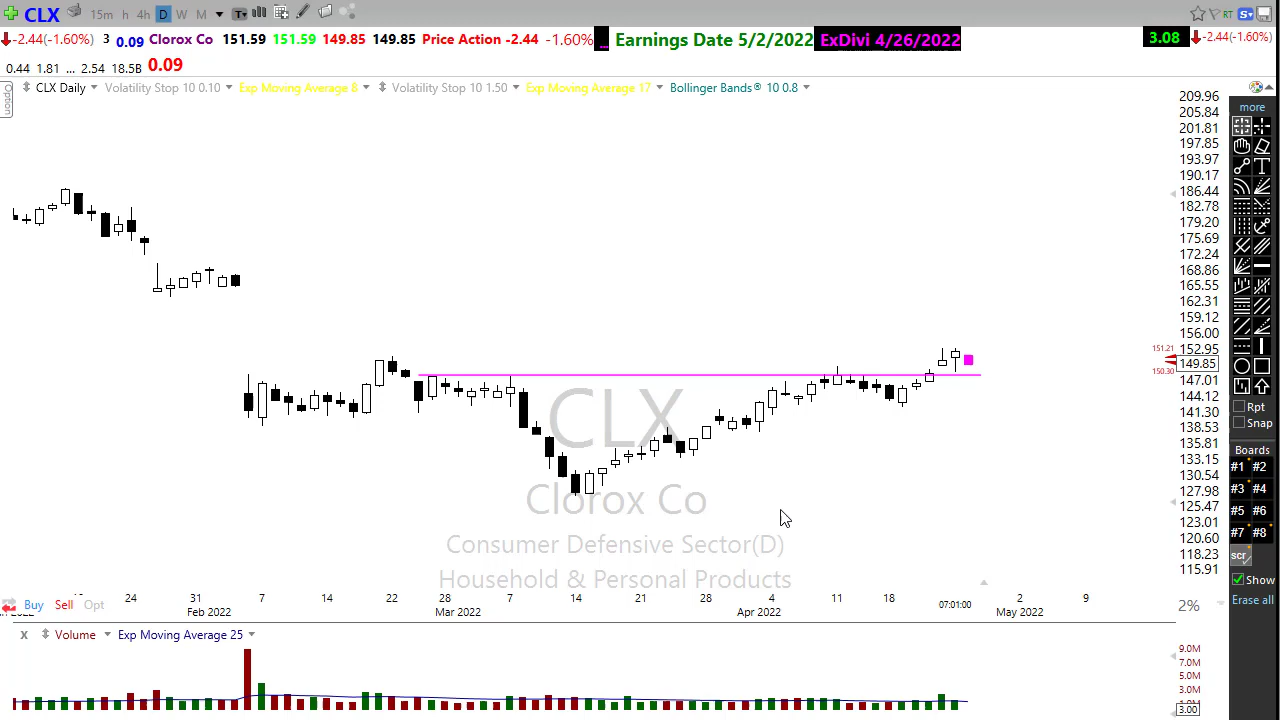 CLX 15m h 4h D W M T RT S
-2.44(-1.60%) 3 0.09 Clorox Co 151.59 151.59 149.85 149.85 Price Action -2.44 -1.60% ... Earnings Date 5/2/2022 ExDivi 4/26/2022 3.08 -2.44(-1.60%)
0.44 1.81 ... 2.54 18.5B 0.09
Option
CLX Daily Volatility Stop 10 0.10 Exp Moving Average 8 Volatility Stop 10 1.50 Exp Moving Average 17 Bollinger Bands® 10 0.8
209.96
205.84
201.81
197.85
193.97
190.17
186.44
182.78
179.20
175.69
172.24
168.86
165.55
162.31
159.12
156.00
152.95
151.21
149.85
150.30
147.01
144.12
141.30
138.53
135.81
133.15
130.54
127.98
125.47
123.01
120.60
118.23
115.91
more
Rpt
Snap
Boards
#1 #2
#3 #4
#5 #6
#7 #8
scr
Show
Erase all
CLX
Clorox Co
Consumer Defensive Sector(D)
Household & Personal Products
Buy Sell Opt
24 31 7 14 22 28 7 14 21 28 4 11 18 07:01:00 2 9
2022 Feb 2022 Mar 2022 Apr 2022 May 2022
2%
X Volume Exp Moving Average 25
9.0M
7.0M
5.0M
3.0M
3.00